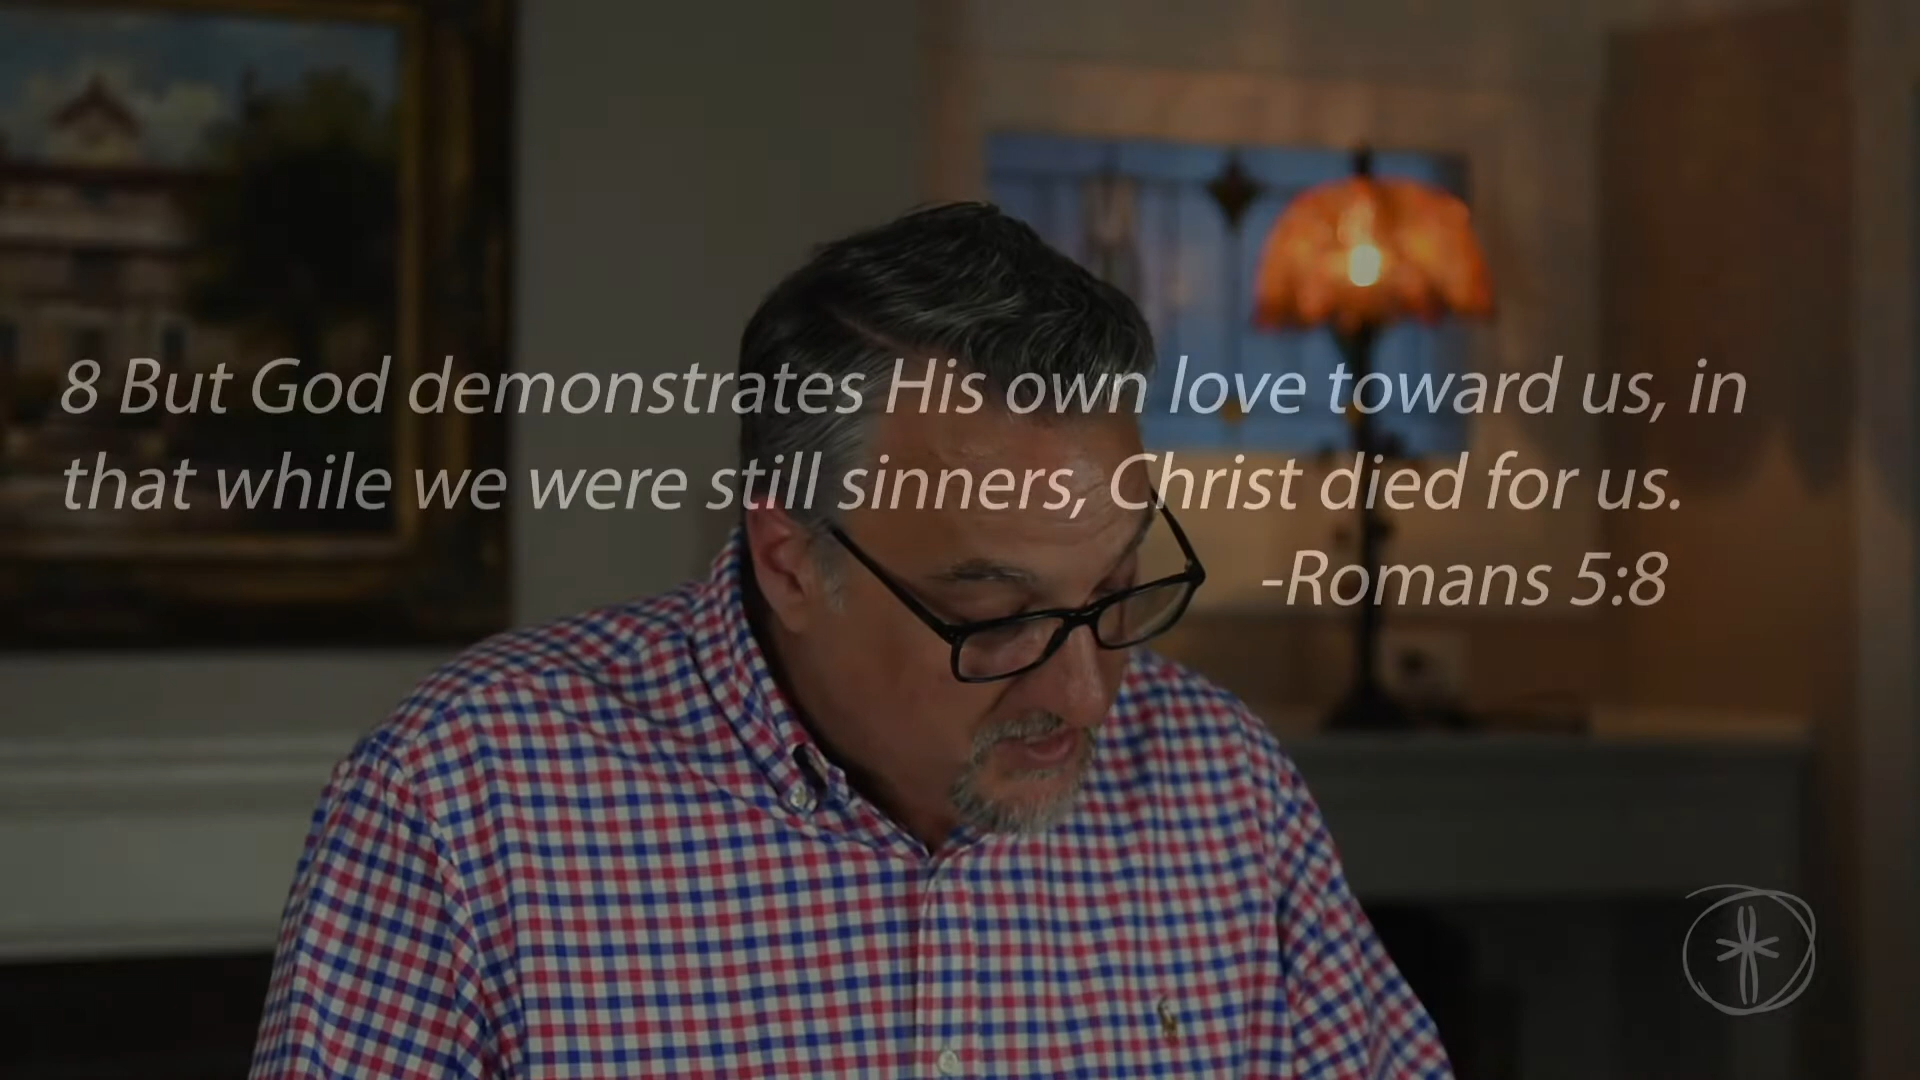 8 But God demonstrates His own love toward us, in
that while we were still sinners, Christ died for us.
-Romans 5:8